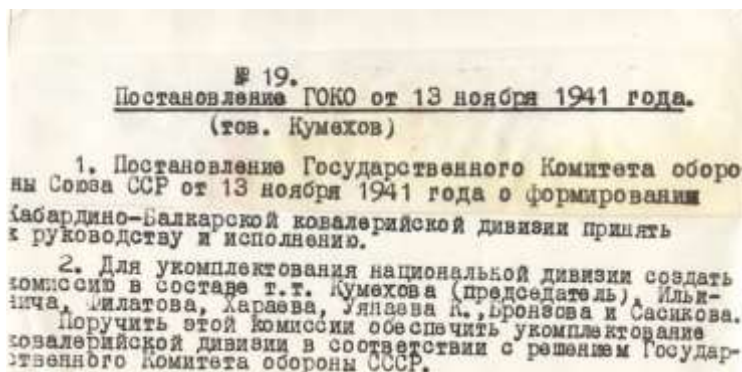 № 19.
Постановление ГОКО от 13 ноября 1941 года.
(тов. Кумехов)
1. Постановление Государственного Комитета оборо
ны Союза ССР от 13 ноября 1941 года о формировании
Кабардино-Балкарской ковалерийской дивизии принять
к руководству и исполнению.
2. Для укомплектования национальной дивизии создать
комиссию в составе т.т. Кумехова (председатель), Ильи-
нича, Филатова, Хараева, Уянаева К., Бронзова и Сасикова.
Поручить этой комиссии обеспечить укомплектование
ковалерийской дивизии в соответствии с решением Государ-
ственного Комитета обороны СССР.